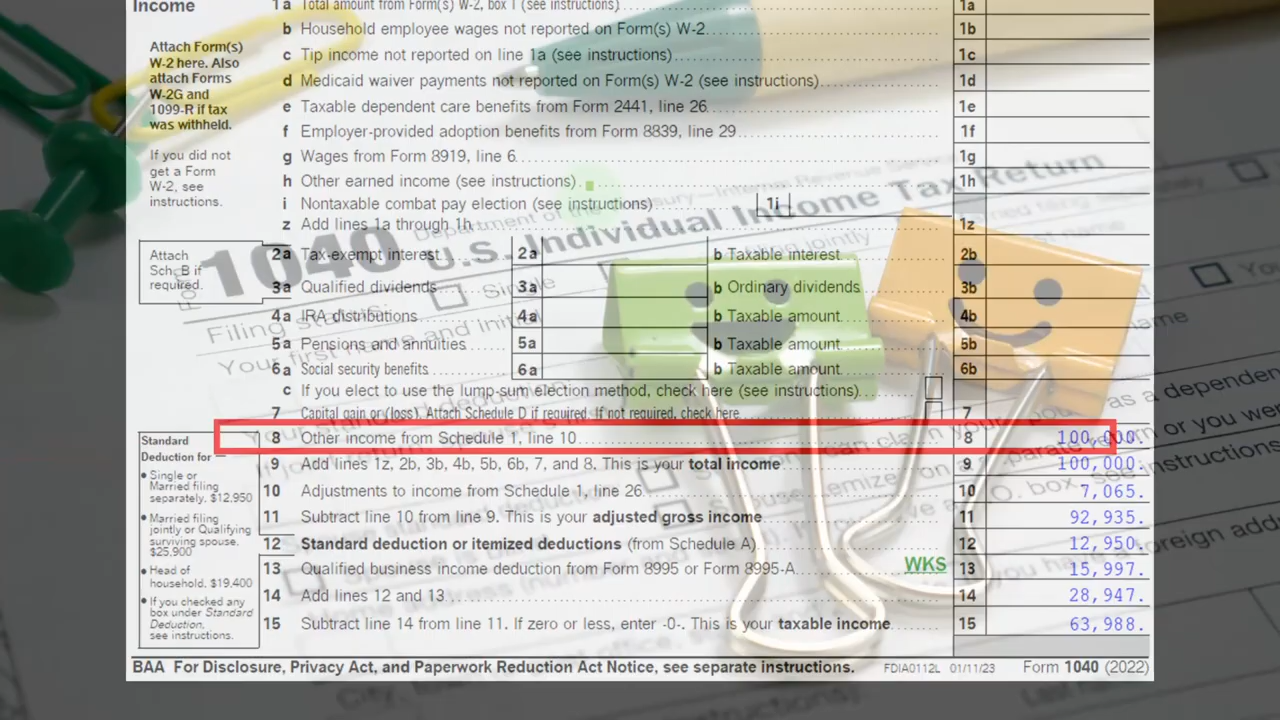 Income
1a Total amount from Form(s) W-2, box 1 (see instructions) 1a
b Household employee wages not reported on Form(s) W-2 1b
c Tip income not reported on line 1a (see instructions) 1c
d Medicaid waiver payments not reported on Form(s) W-2 (see instructions) 1d
e Taxable dependent care benefits from Form 2441, line 26 1e
f Employer-provided adoption benefits from Form 8839, line 29 1f
g Wages from Form 8919, line 6 1g
h Other earned income (see instructions) 1h
i Nontaxable combat pay election (see instructions) 1i
z Add lines 1a through 1h 1z
Attach Form(s)
W-2 here. Also
attach Forms
W-2G and
1099-R if tax
was withheld.
If you did not
get a Form
W-2, see
instructions.
2a Tax-exempt interest 2a b Taxable interest 2b
3a Qualified dividends 3a b Ordinary dividends 3b
4a IRA distributions 4a b Taxable amount 4b
5a Pensions and annuities 5a b Taxable amount 5b
6a Social security benefits 6a b Taxable amount 6b
Attach
Sch. B if
required.
c If you elect to use the lump-sum election method, check here (see instructions)
7 Capital gain or (loss). Attach Schedule D if required. If not required, check here 7
8 Other income from Schedule 1, line 10 8 100,000.
9 Add lines 1z, 2b, 3b, 4b, 5b, 6b, 7, and 8. This is your total income 9 100,000.
10 Adjustments to income from Schedule 1, line 26 10 7,065.
11 Subtract line 10 from line 9. This is your adjusted gross income 11 92,935.
12 Standard deduction or itemized deductions (from Schedule A) 12 12,950.
13 Qualified business income deduction from Form 8995 or Form 8995-A WKS 13 15,997.
14 Add lines 12 and 13 14 28,947.
15 Subtract line 14 from line 11. If zero or less, enter -0-. This is your taxable income 15 63,988.
Standard
Deduction for —
• Single or
Married filing
separately, $12,950
• Married filing
jointly or Qualifying
surviving spouse,
$25,900
• Head of
household, $19,400
• If you checked any
box under Standard
Deduction,
see instructions.
BAA For Disclosure, Privacy Act, and Paperwork Reduction Act Notice, see separate instructions. FDIA0112L 01/11/23 Form 1040 (2022)
1040 U.S. Individual Income Tax Return
Filing status:
Your first name and initial